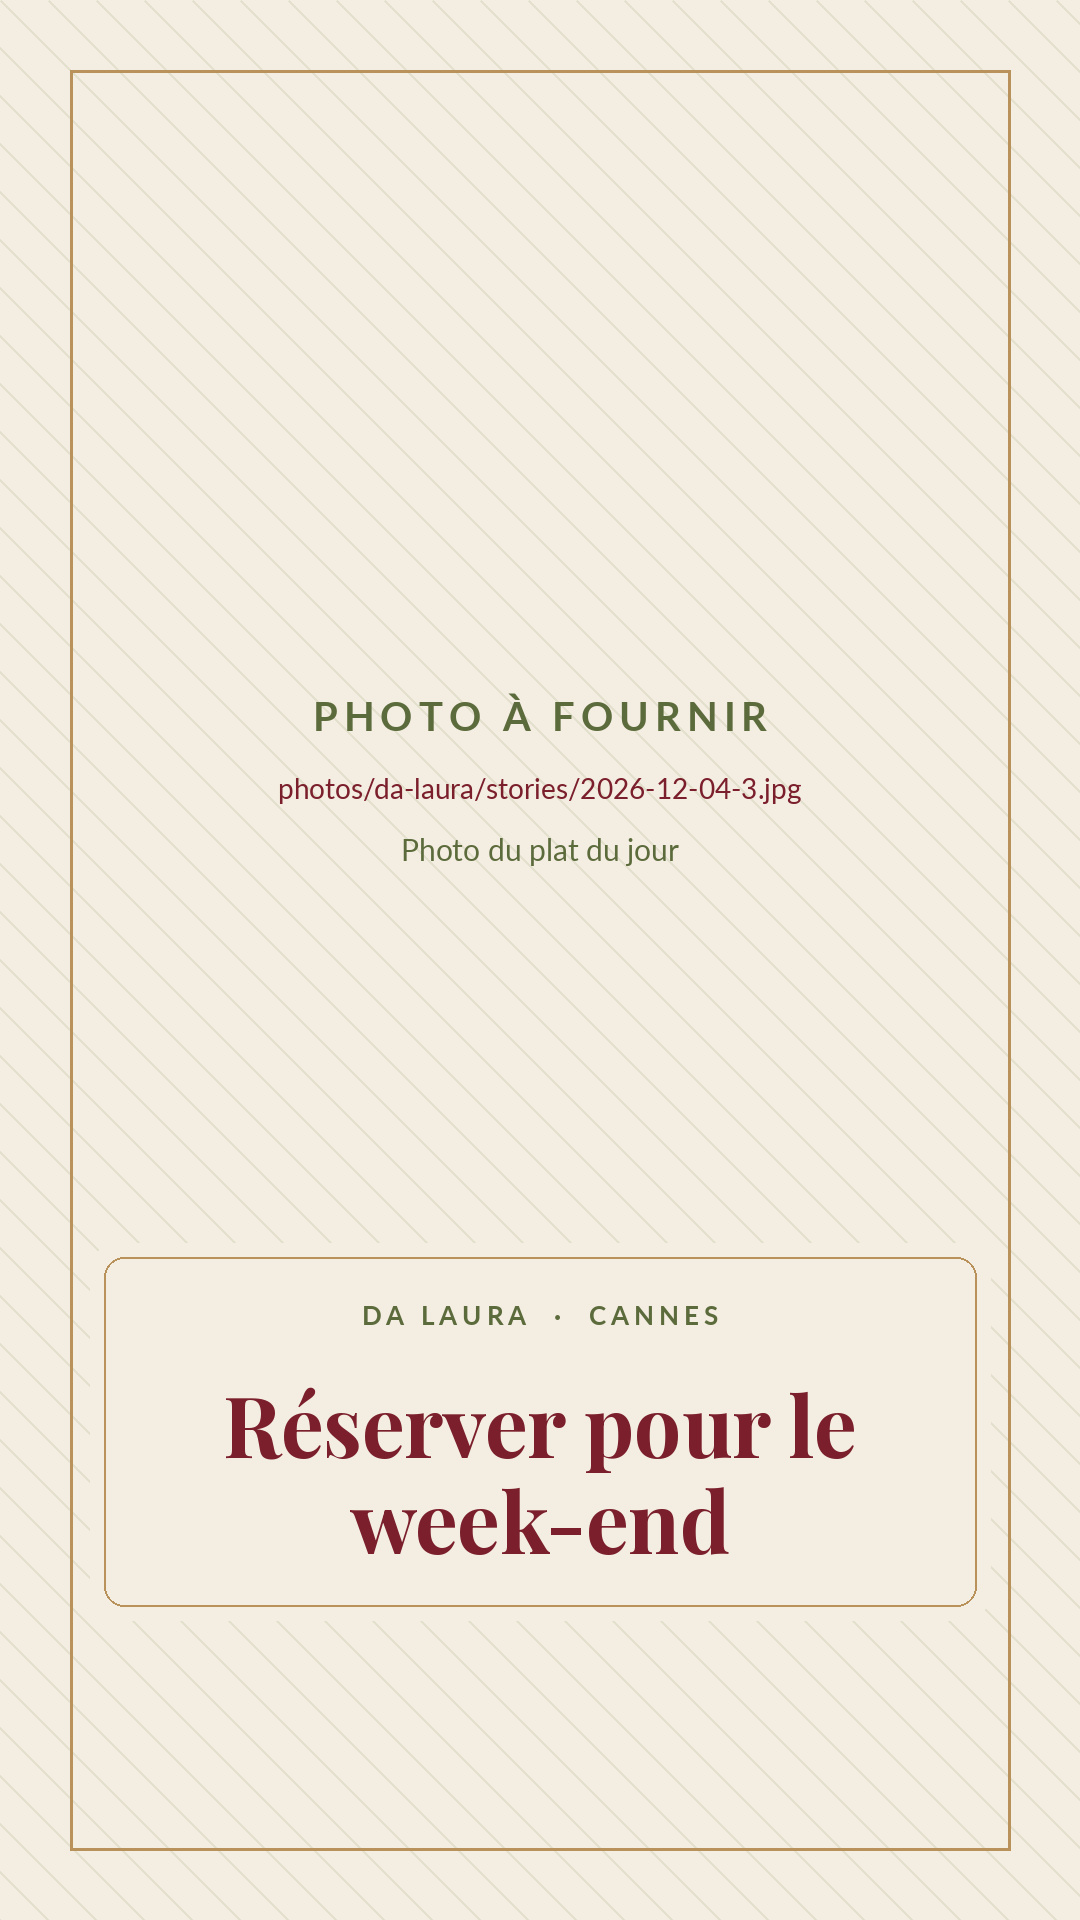 PHOTO À FOURNIR
photos/da-laura/stories/2026-12-04-3.jpg
Photo du plat du jour
DA LAURA · CANNES
Réserver pour le
week-end